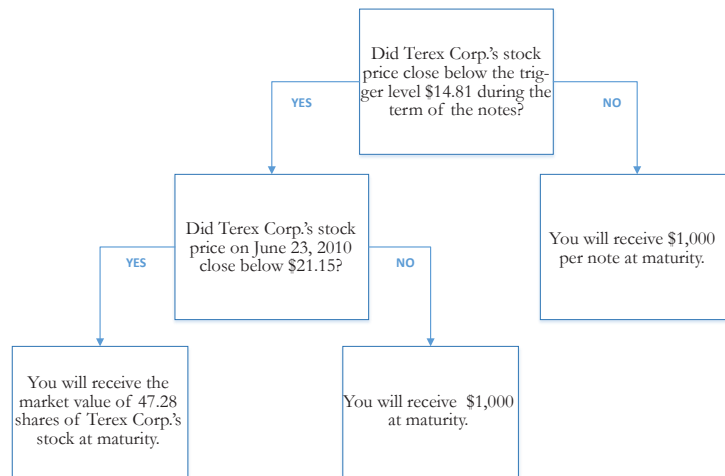 Did Terex Corp.'s stock
price close below the trig-
ger level $14.81 during the
term of the notes?
YES
NO
Did Terex Corp.'s stock
price on June 23, 2010
close below $21.15?
You will receive $1,000
per note at maturity.
YES
NO
You will receive the
market value of 47.28
shares of Terex Corp.'s
stock at maturity.
You will receive $1,000
at maturity.